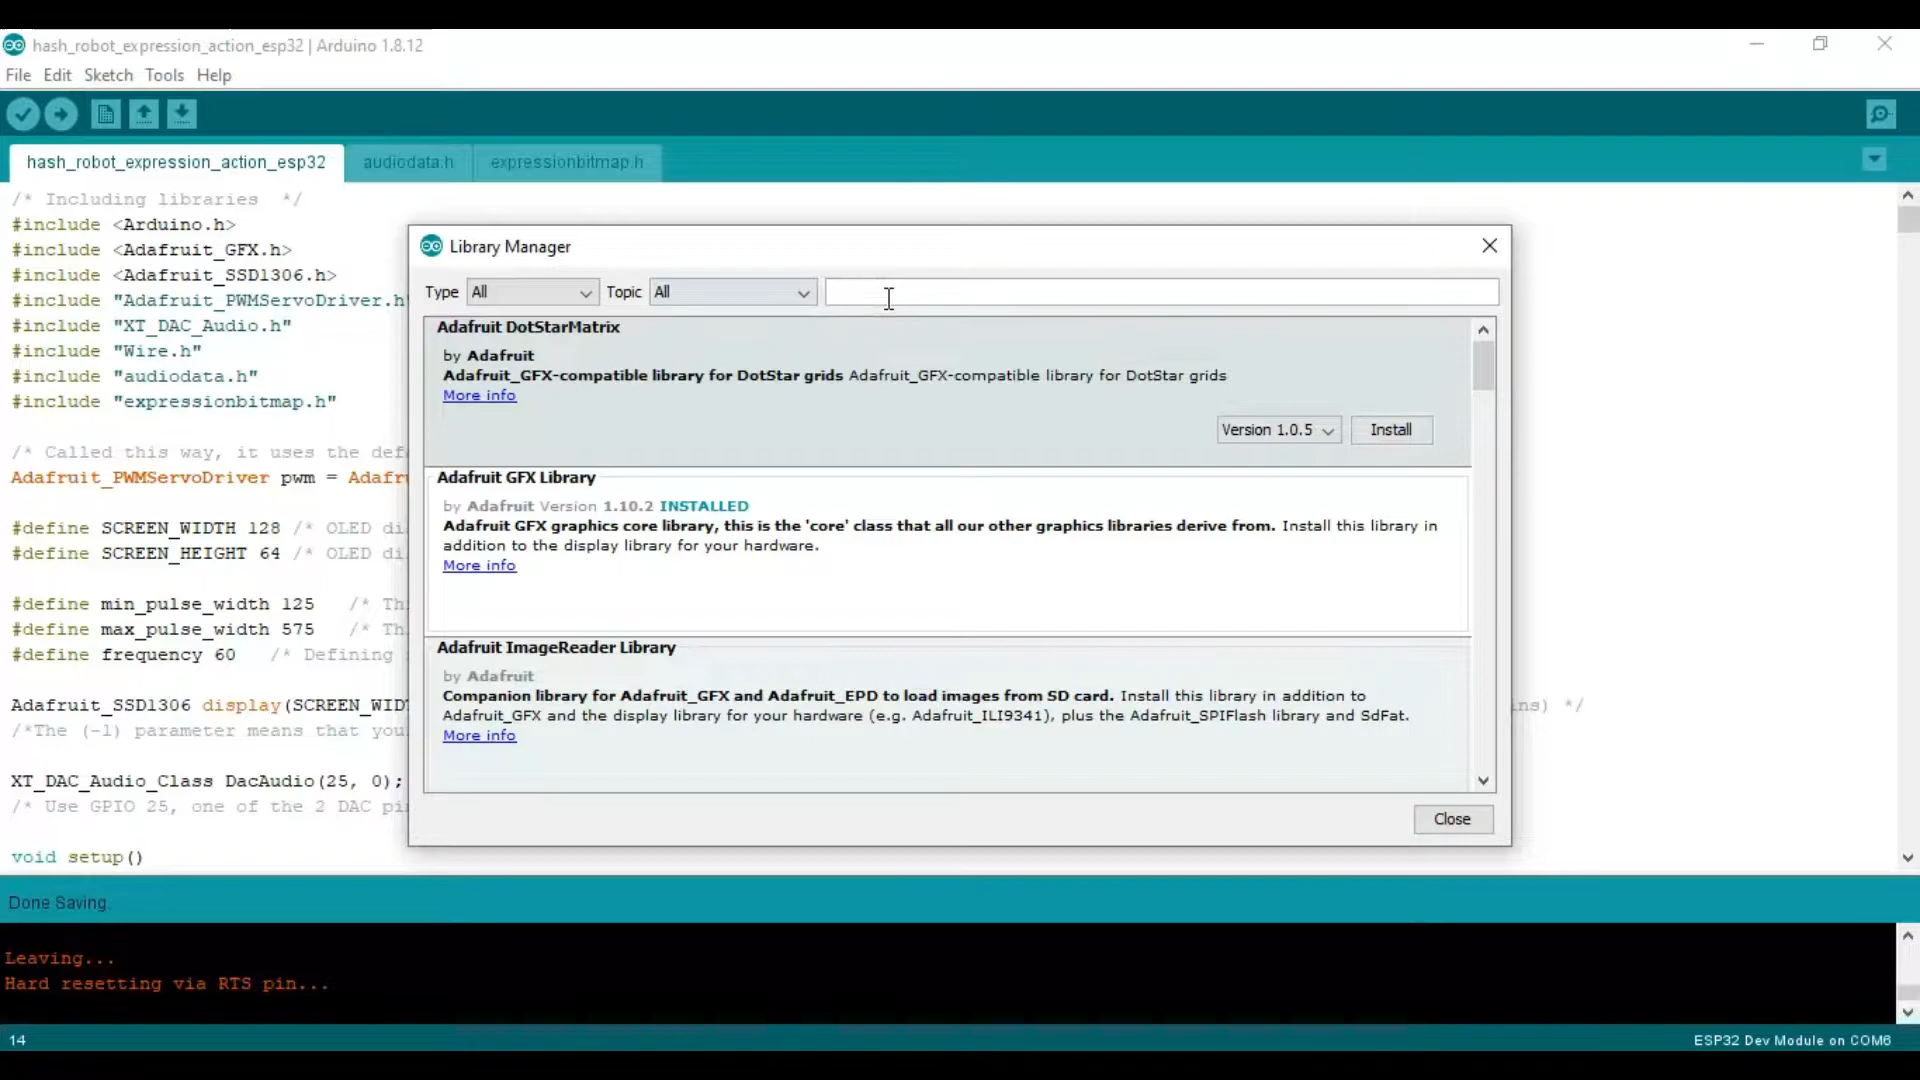 hash_robot_expression_action_esp32 | Arduino 1.8.12
File Edit Sketch Tools Help
hash_robot_expression_action_esp32 audiodata.h expressionbitmap.h
/* Including libraries */
#include <Arduino.h>
#include <Adafruit_GFX.h>
#include <Adafruit_SSD1306.h>
#include "Adafruit_PWMServoDriver.h"
#include "XT_DAC_Audio.h"
#include "Wire.h"
#include "audiodata.h"
#include "expressionbitmap.h"
/* Called this way, it uses the def
Adafruit_PWMServoDriver pwm = Adafr
#define SCREEN_WIDTH 128 /* OLED di
#define SCREEN_HEIGHT 64 /* OLED di
#define min_pulse_width 125 /* Thi
#define max_pulse_width 575 /* Th
#define frequency 60 /* Defining
Adafruit_SSD1306 display(SCREEN_WIDT ins) */
/*The (-1) parameter means that you
XT_DAC_Audio_Class DacAudio(25, 0);
/* Use GPIO 25, one of the 2 DAC pi
void setup()
Library Manager
Type All Topic All
Adafruit DotStarMatrix
by Adafruit
Adafruit_GFX-compatible library for DotStar grids Adafruit_GFX-compatible library for DotStar grids
More info
Version 1.0.5 Install
Adafruit GFX Library
by Adafruit Version 1.10.2 INSTALLED
Adafruit GFX graphics core library, this is the 'core' class that all our other graphics libraries derive from. Install this library in
addition to the display library for your hardware.
More info
Adafruit ImageReader Library
by Adafruit
Companion library for Adafruit_GFX and Adafruit_EPD to load images from SD card. Install this library in addition to
Adafruit_GFX and the display library for your hardware (e.g. Adafruit_ILI9341), plus the Adafruit_SPIFlash library and SdFat.
More info
Close
Done Saving.
Leaving...
Hard resetting via RTS pin...
14 ESP32 Dev Module on COM6